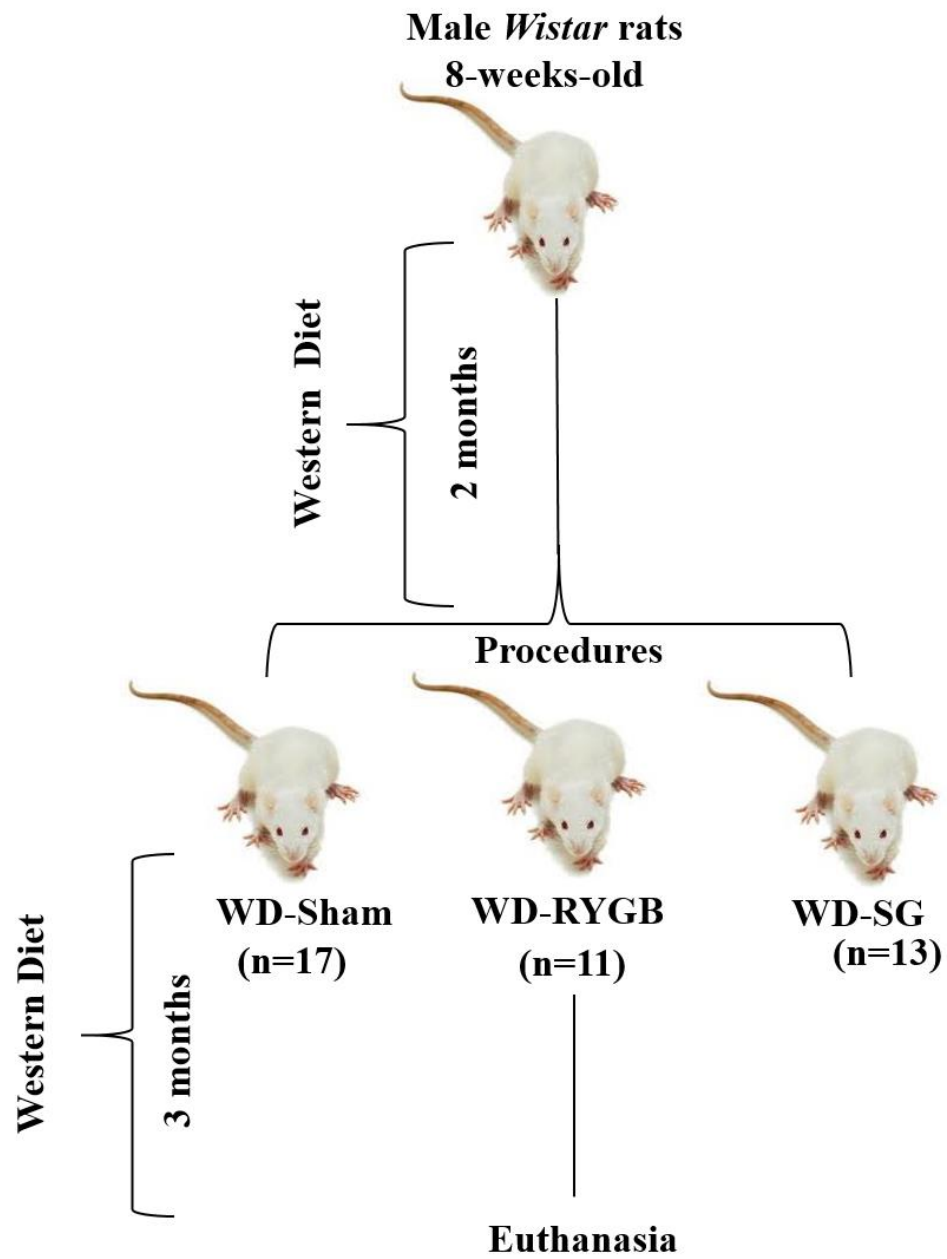 Male Wistar rats
8-weeks-old
Western Diet
2 months
Procedures
WD-Sham
(n=17)
WD-RYGB
(n=11)
WD-SG
(n=13)
Western Diet
3 months
Euthanasia